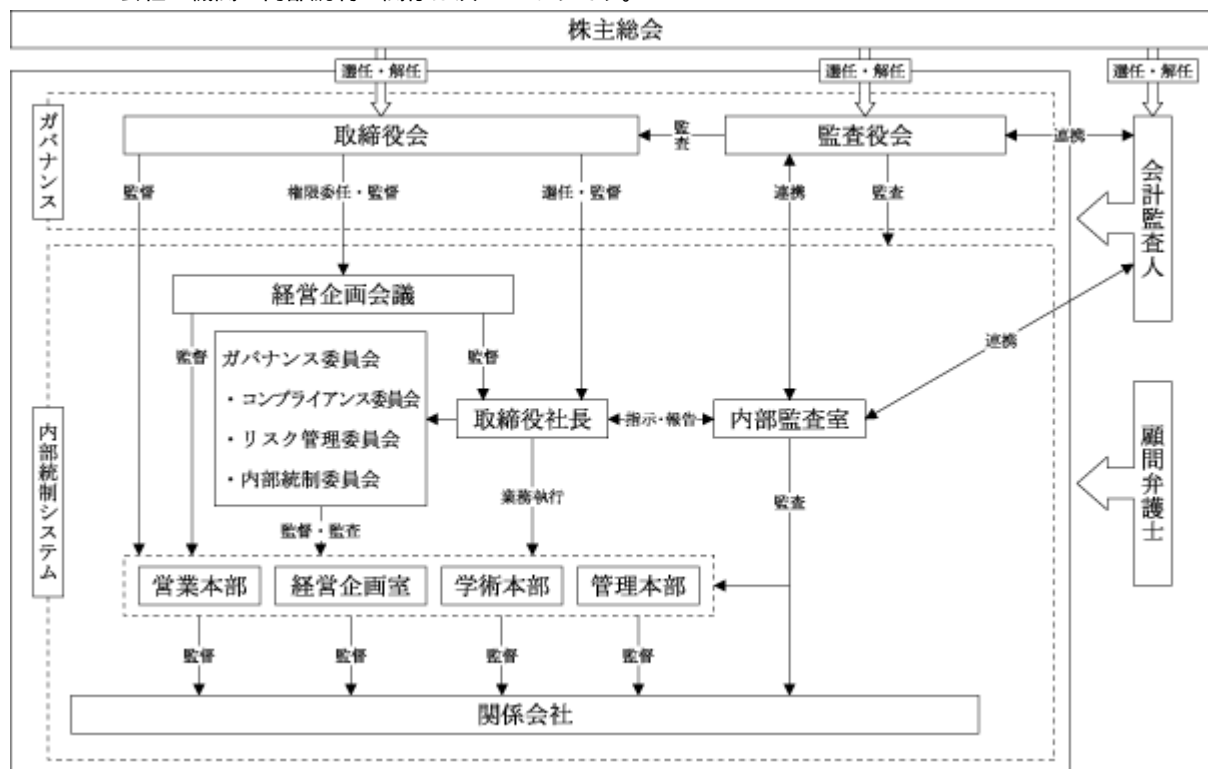 株主総会
選任・解任
選任・解任
選任・解任
ガバナンス
取締役会
監査
監査役会
連携
会計監査人
監督
権限委任・監督
選任・監督
連携
監査
経営企画会議
監督
ガバナンス委員会
・コンプライアンス委員会
・リスク管理委員会
・内部統制委員会
監督
連携
取締役社長
指示・報告
内部監査室
内部統制システム
顧問弁護士
業務執行
監査
監督・監査
営業本部
経営企画室
学術本部
管理本部
監督
監督
監督
監督
関係会社